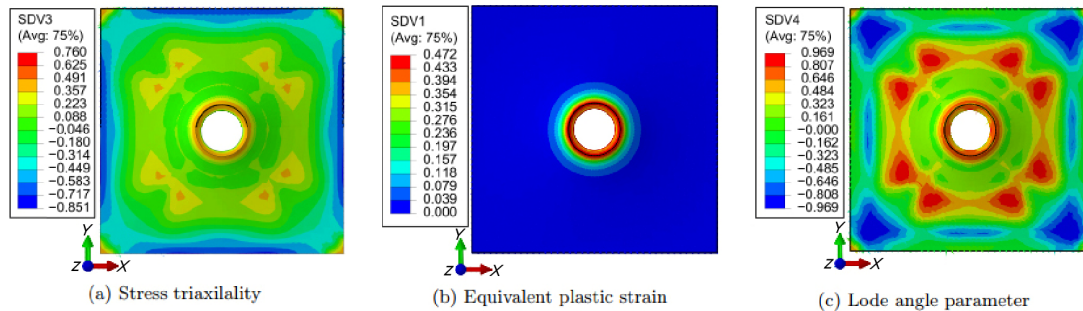 SDV3
(Avg: 75%)
0.760
0.625
0.491
0.357
0.223
0.088
−0.046
−0.180
−0.314
−0.449
−0.583
−0.717
−0.851
Y
Z X
(a) Stress triaxilality
SDV1
(Avg: 75%)
0.472
0.433
0.394
0.354
0.315
0.276
0.236
0.197
0.157
0.118
0.079
0.039
0.000
Y
Z X
(b) Equivalent plastic strain
SDV4
(Avg: 75%)
0.969
0.807
0.646
0.484
0.323
0.161
−0.000
−0.162
−0.323
−0.485
−0.646
−0.808
−0.969
Y
Z X
(c) Lode angle parameter